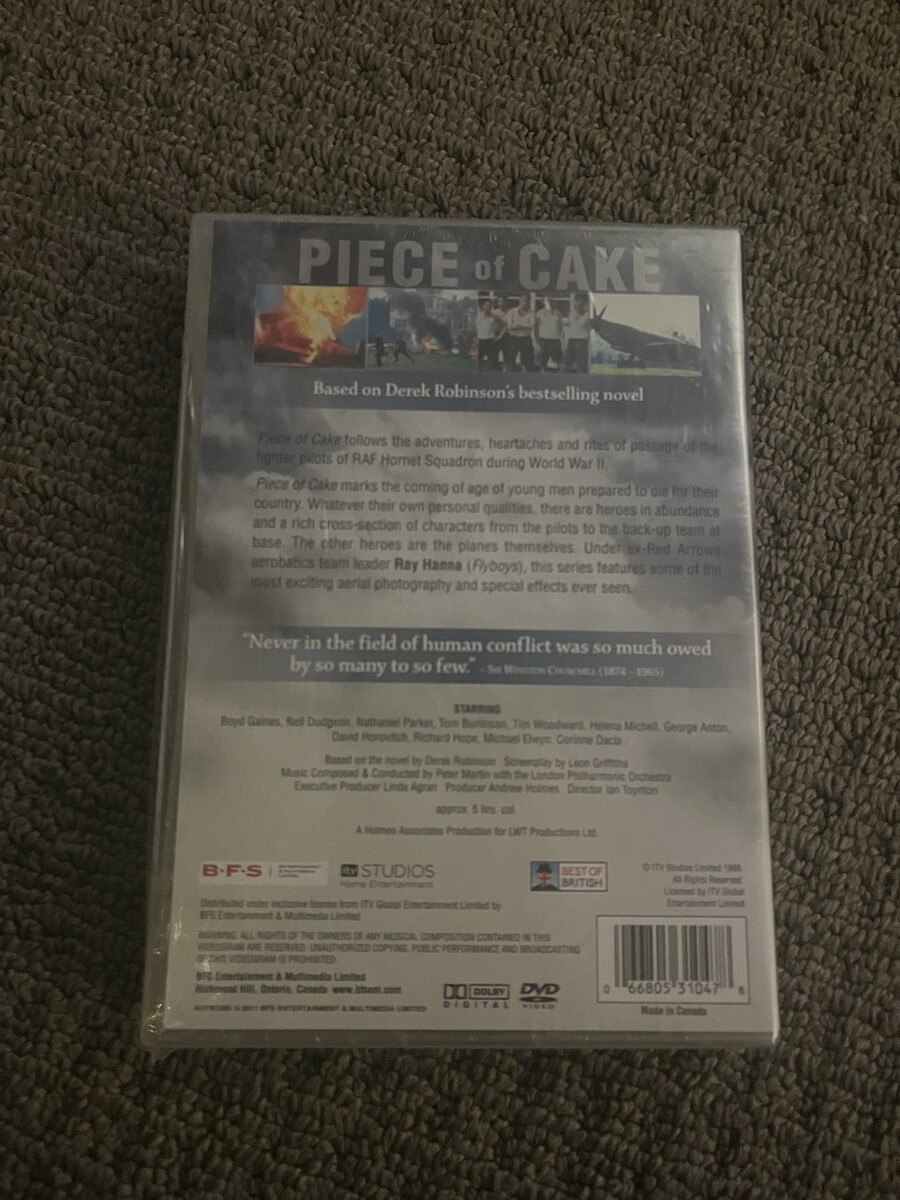 PIECE of CAKE
Based on Derek Robinson's bestselling novel
Piece of Cake follows the adventures, heartaches and rites of passage of the
fighter pilots of RAF Hornet Squadron during World War II.
Piece of Cake marks the coming of age of young men prepared to die for their
country. Whatever their own personal qualities, there are heroes in abundance
and a rich cross-section of characters from the pilots to the back-up team at
base. The other heroes are the planes themselves. Under ex-Red Arrows
aerobatics team leader Ray Hanna (Flyboys), this series features some of the
most exciting aerial photography and special effects ever seen.
"Never in the field of human conflict was so much owed
by so many to so few." - Sir Winston Churchill (1874 - 1965)
STARRING
Boyd Gaines, Neil Dudgeon, Nathaniel Parker, Tom Burlinson, Tim Woodward, Helena Michell, George Anton,
David Horovitch, Richard Hope, Michael Elwyn, Corinne Dacla
Based on the novel by Derek Robinson Screenplay by Leon Griffiths
Music Composed & Conducted by Peter Martin with the London Philharmonic Orchestra
Executive Producer Linda Agran Producer Andrew Holmes Director Ian Toynton
approx. 5 hrs. col.
A Holmes Associates Production for LWT Productions Ltd.
B·F·S ENTERTAINMENT & MULTIMEDIA LIMITED
itv STUDIOS
Home Entertainment
BEST OF
BRITISH
© ITV Studios Limited 1988.
All Rights Reserved.
Licensed by ITV Global
Entertainment Limited
Distributed under exclusive license from ITV Global Entertainment Limited by
BFS Entertainment & Multimedia Limited
WARNING: ALL RIGHTS OF THE OWNERS OF ANY MUSICAL COMPOSITION CONTAINED IN THIS
VIDEOGRAM ARE RESERVED. UNAUTHORIZED COPYING, PUBLIC PERFORMANCE AND BROADCASTING
OF THIS VIDEOGRAM IS PROHIBITED.
BFS Entertainment & Multimedia Limited
Richmond Hill, Ontario, Canada www.bfsent.com
ARTWORK © 2011 BFS ENTERTAINMENT & MULTIMEDIA LIMITED
DOLBY
DIGITAL
DVD
VIDEO
0 66805 31047 8
Made in Canada